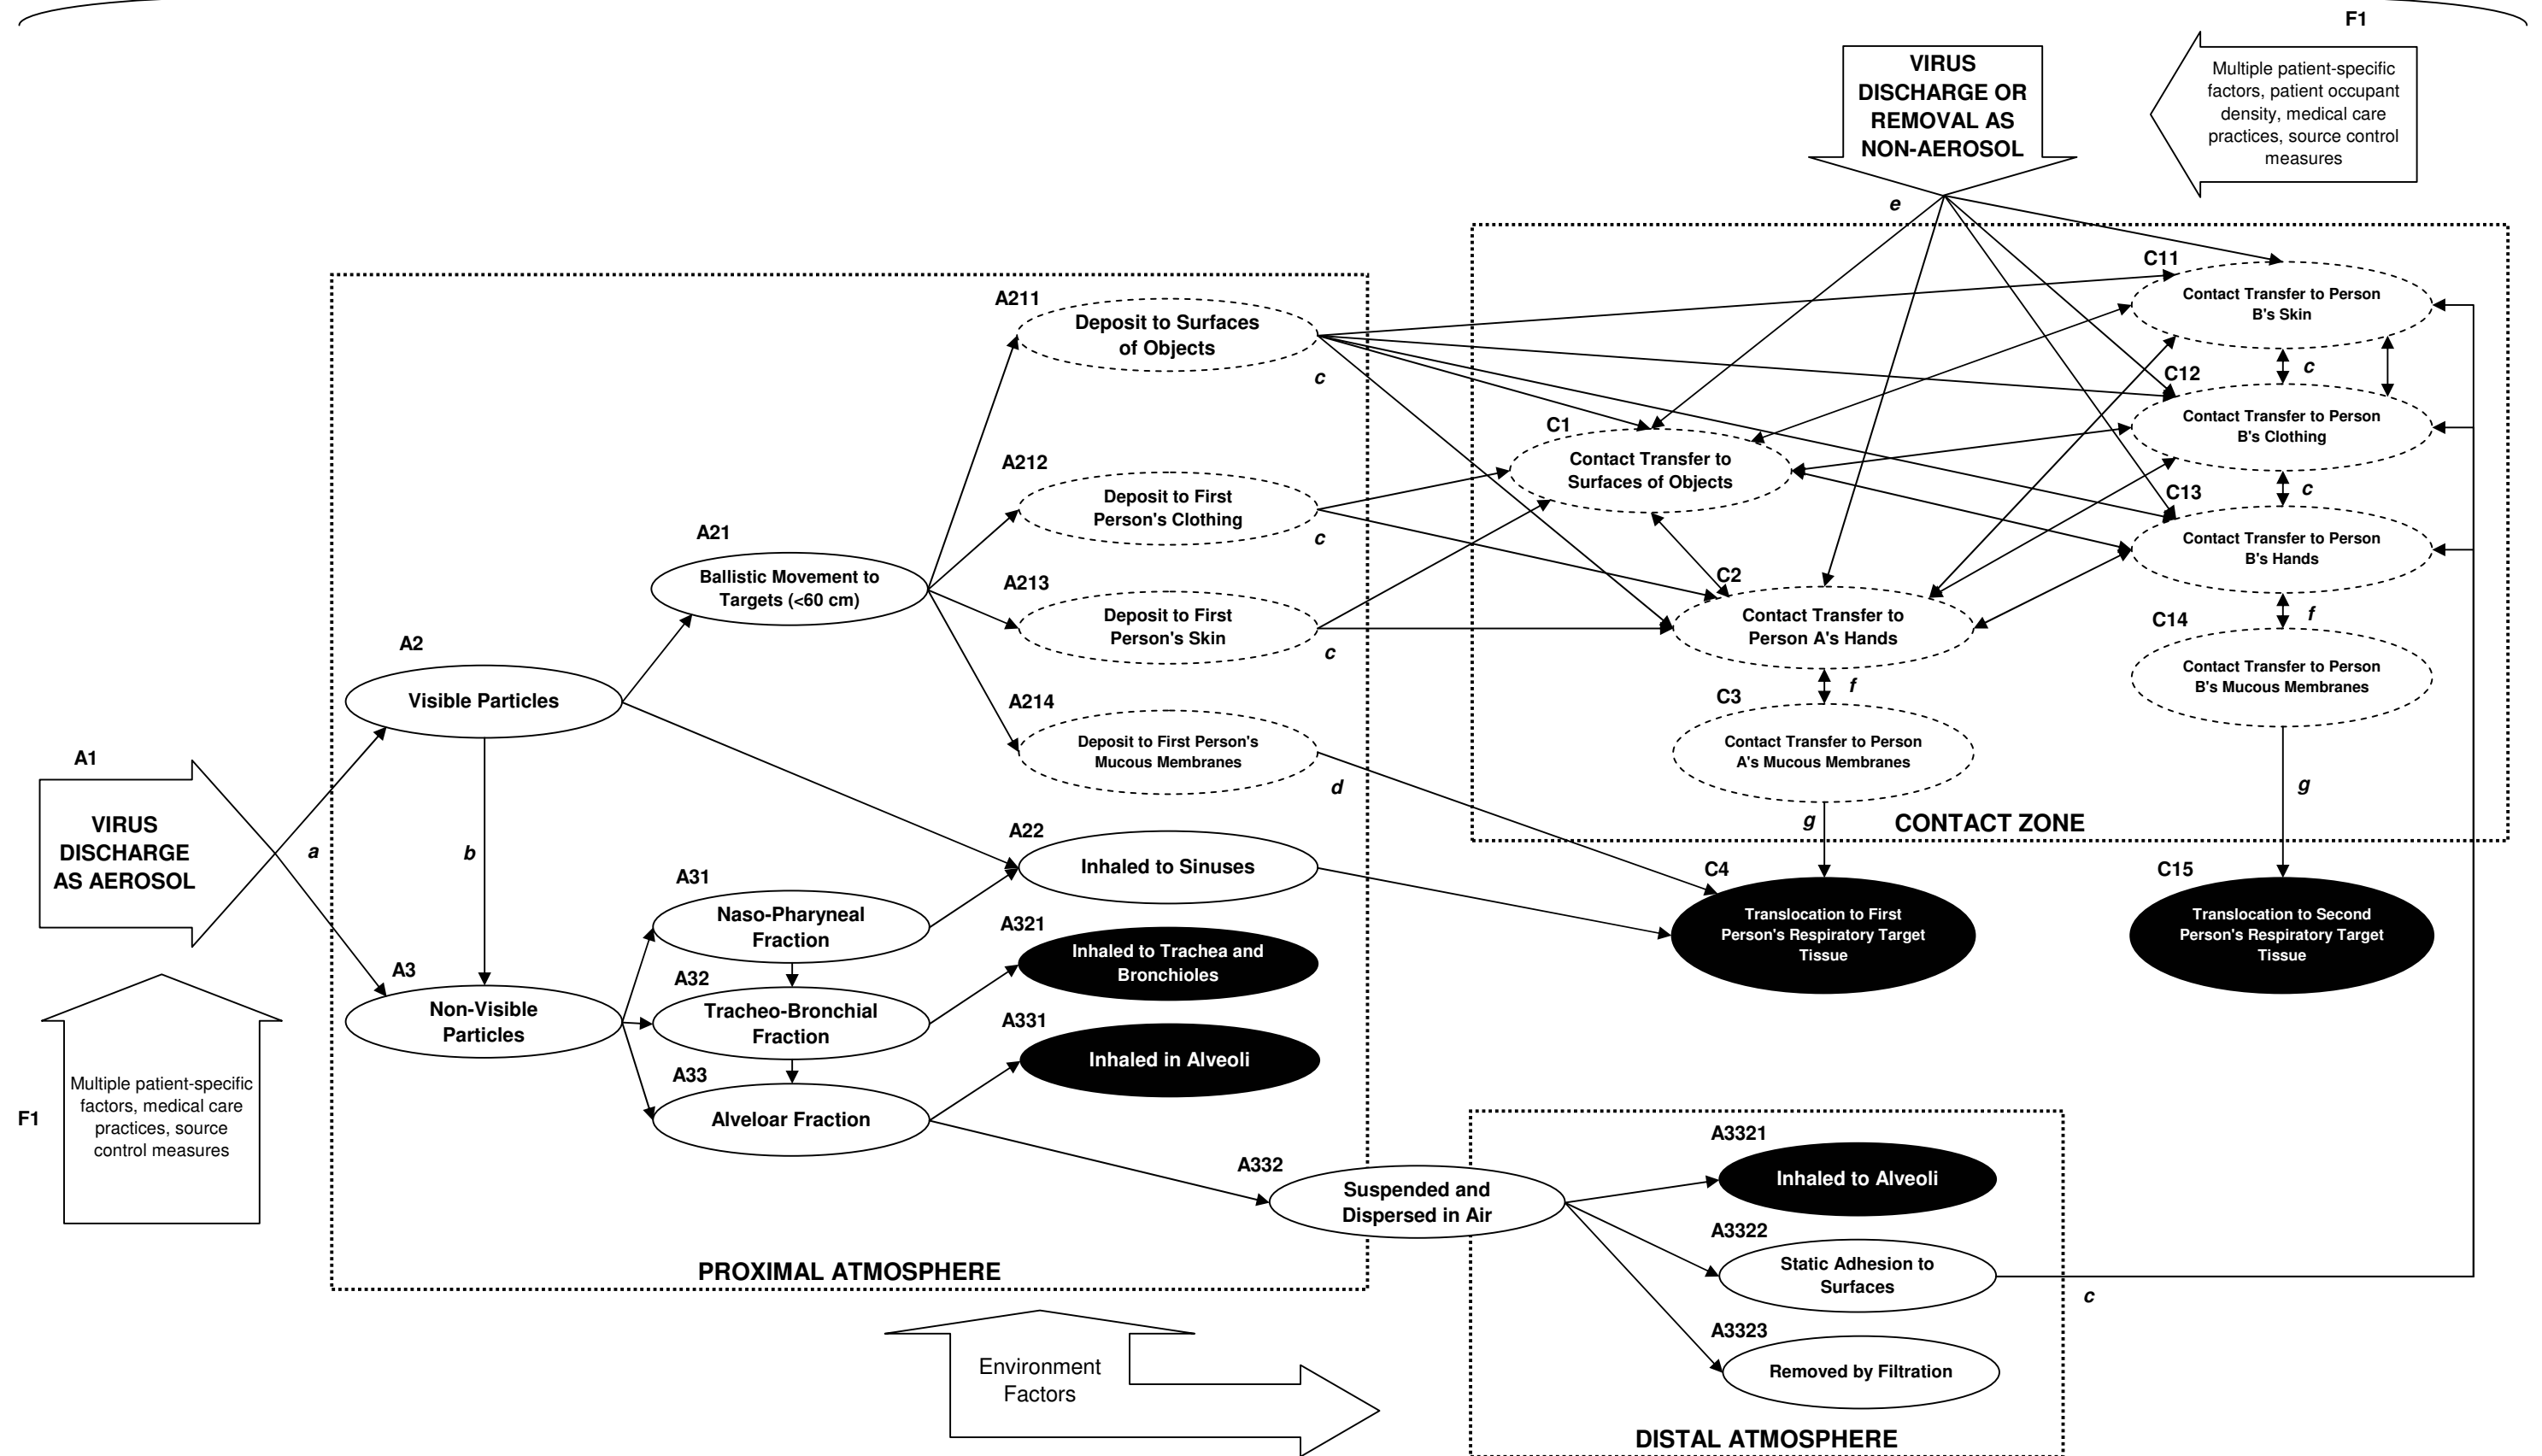 F1
VIRUS
DISCHARGE OR
REMOVAL AS
NON-AEROSOL
Multiple patient-specific
factors, patient occupant
density, medical care
practices, source control
measures
e
C11
Contact Transfer to Person
B's Skin
c
C12
Contact Transfer to Person
B's Clothing
c
C13
Contact Transfer to Person
B's Hands
f
C14
Contact Transfer to Person
B's Mucous Membranes
g
C1
Contact Transfer to
Surfaces of Objects
C2
Contact Transfer to
Person A's Hands
f
C3
Contact Transfer to Person
A's Mucous Membranes
g
CONTACT ZONE
C4
Translocation to First
Person's Respiratory Target
Tissue
C15
Translocation to Second
Person's Respiratory Target
Tissue
A211
Deposit to Surfaces
of Objects
c
A212
Deposit to First
Person's Clothing
c
A213
Deposit to First
Person's Skin
c
A214
Deposit to First Person's
Mucous Membranes
d
A21
Ballistic Movement to
Targets (<60 cm)
A2
Visible Particles
A1
VIRUS
DISCHARGE
AS AEROSOL
a
b
A22
Inhaled to Sinuses
A31
Naso-Pharyneal
Fraction
A321
Inhaled to Trachea and
Bronchioles
A3
Non-Visible
Particles
A32
Tracheo-Bronchial
Fraction
A331
Inhaled in Alveoli
A33
Alveloar Fraction
F1
Multiple patient-specific
factors, medical care
practices, source
control measures
A332
Suspended and
Dispersed in Air
PROXIMAL ATMOSPHERE
A3321
Inhaled to Alveoli
A3322
Static Adhesion to
Surfaces
c
A3323
Removed by Filtration
DISTAL ATMOSPHERE
Environment
Factors